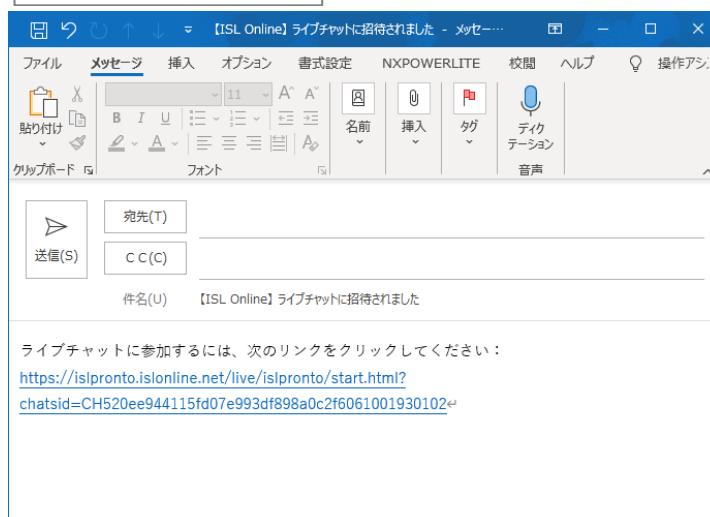 【ISL Online】ライブチャットに招待されました - メッセー…
ファイル メッセージ 挿入 オプション 書式設定 NXPOWERLITE 校閲 ヘルプ 操作アシ
11 A A
貼り付け B I U 名前 挿入 タグ ディク
テーション
A A
クリップボード フォント 音声
送信(S) 宛先(T)
CC(C)
件名(U) 【ISL Online】ライブチャットに招待されました
ライブチャットに参加するには、次のリンクをクリックしてください：
https://islpronto.islonline.net/live/islpronto/start.html?
chatsid=CH520ee944115fd07e993df898a0c2f6061001930102↵